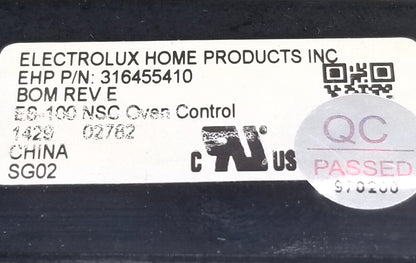 ELECTROLUX HOME PRODUCTS INC
EHP P/N: 316455410
BOM REV E
ES-100 NSC Oven Control
1429 02782
CHINA
SG02
C US
QC
PASSED